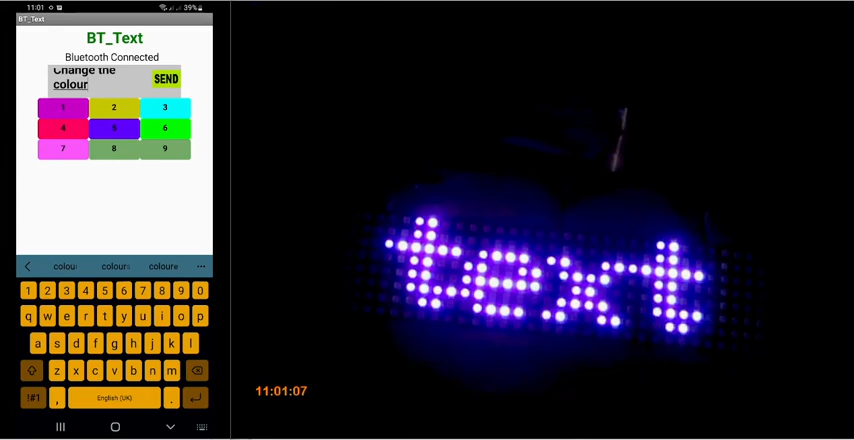 11:01
39%
BT_Text
BT_Text
Bluetooth Connected
Change the
colour
SEND
1 2 3
4 5 6
7 8 9
colour colours coloure
1 2 3 4 5 6 7 8 9 0
q w e r t y u i o p
a s d f g h j k l
z x c v b n m
!#1 , English (UK) .
text
11:01:07